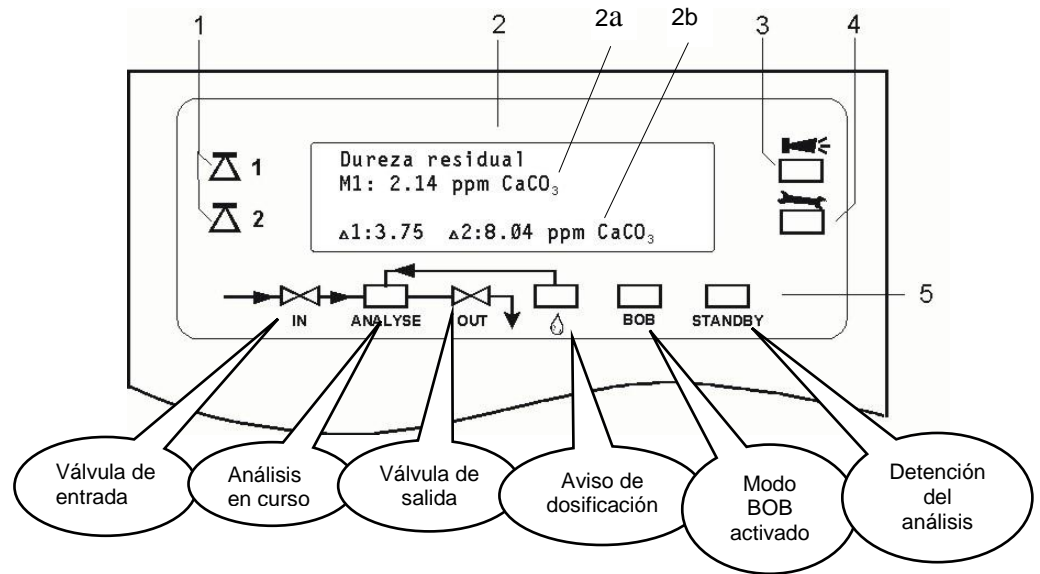 1
2
2a
2b
3
4
1
2
Dureza residual
M1: 2.14 ppm CaCO₃
▵1:3.75 ▵2:8.04 ppm CaCO₃
5
IN
ANALYSE
OUT
BOB
STANDBY
Válvula de
entrada
Análisis
en curso
Válvula de
salida
Aviso de
dosificación
Modo
BOB
activado
Detención
del
análisis